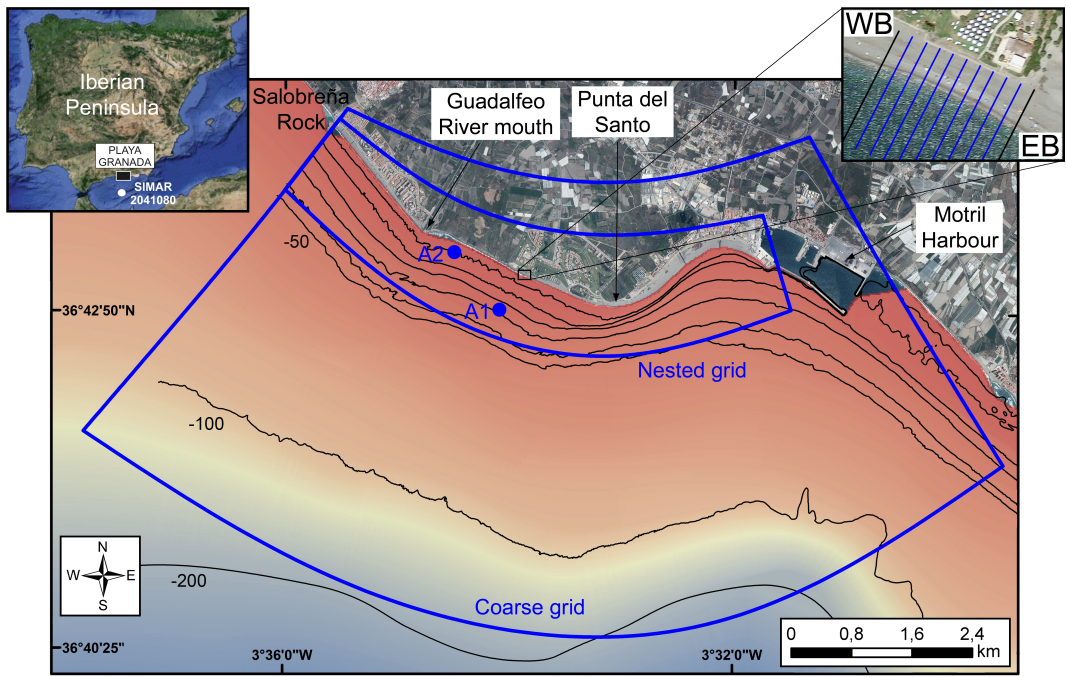 Iberian
Peninsula
PLAYA
GRANADA
SIMAR
2041080
WB
EB
Salobreña
Rock
Guadalfeo
River mouth
Punta del
Santo
Motril
Harbour
-50
A2
A1
36°42'50"N
Nested grid
-100
N
W
E
S
-200
Coarse grid
0
0,8
1,6
2,4
km
36°40'25"
3°36'0"W
3°32'0"W